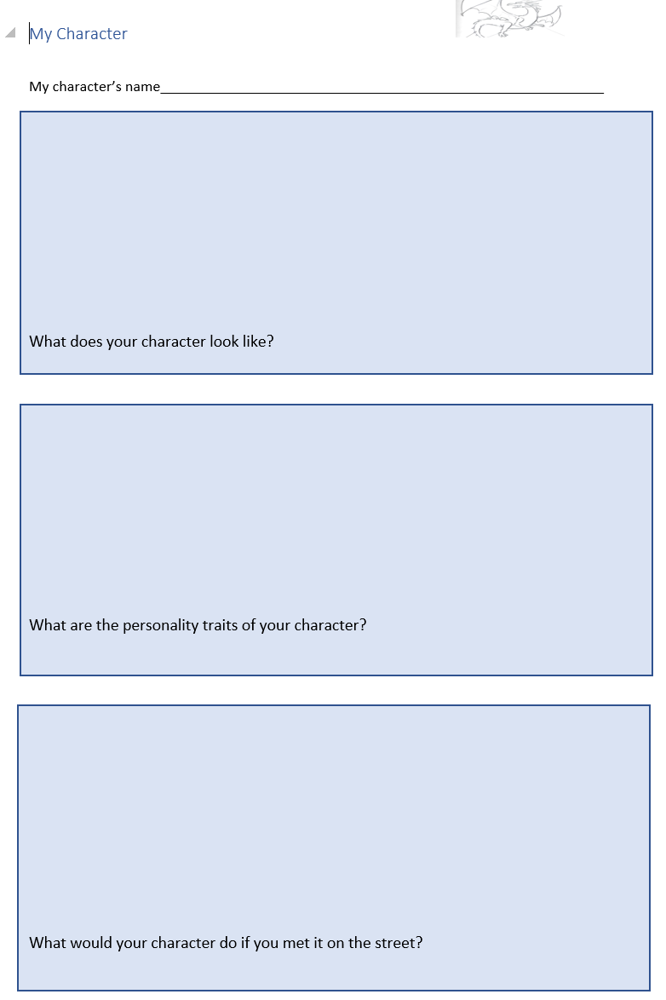 My Character
My character’s name
What does your character look like?
What are the personality traits of your character?
What would your character do if you met it on the street?